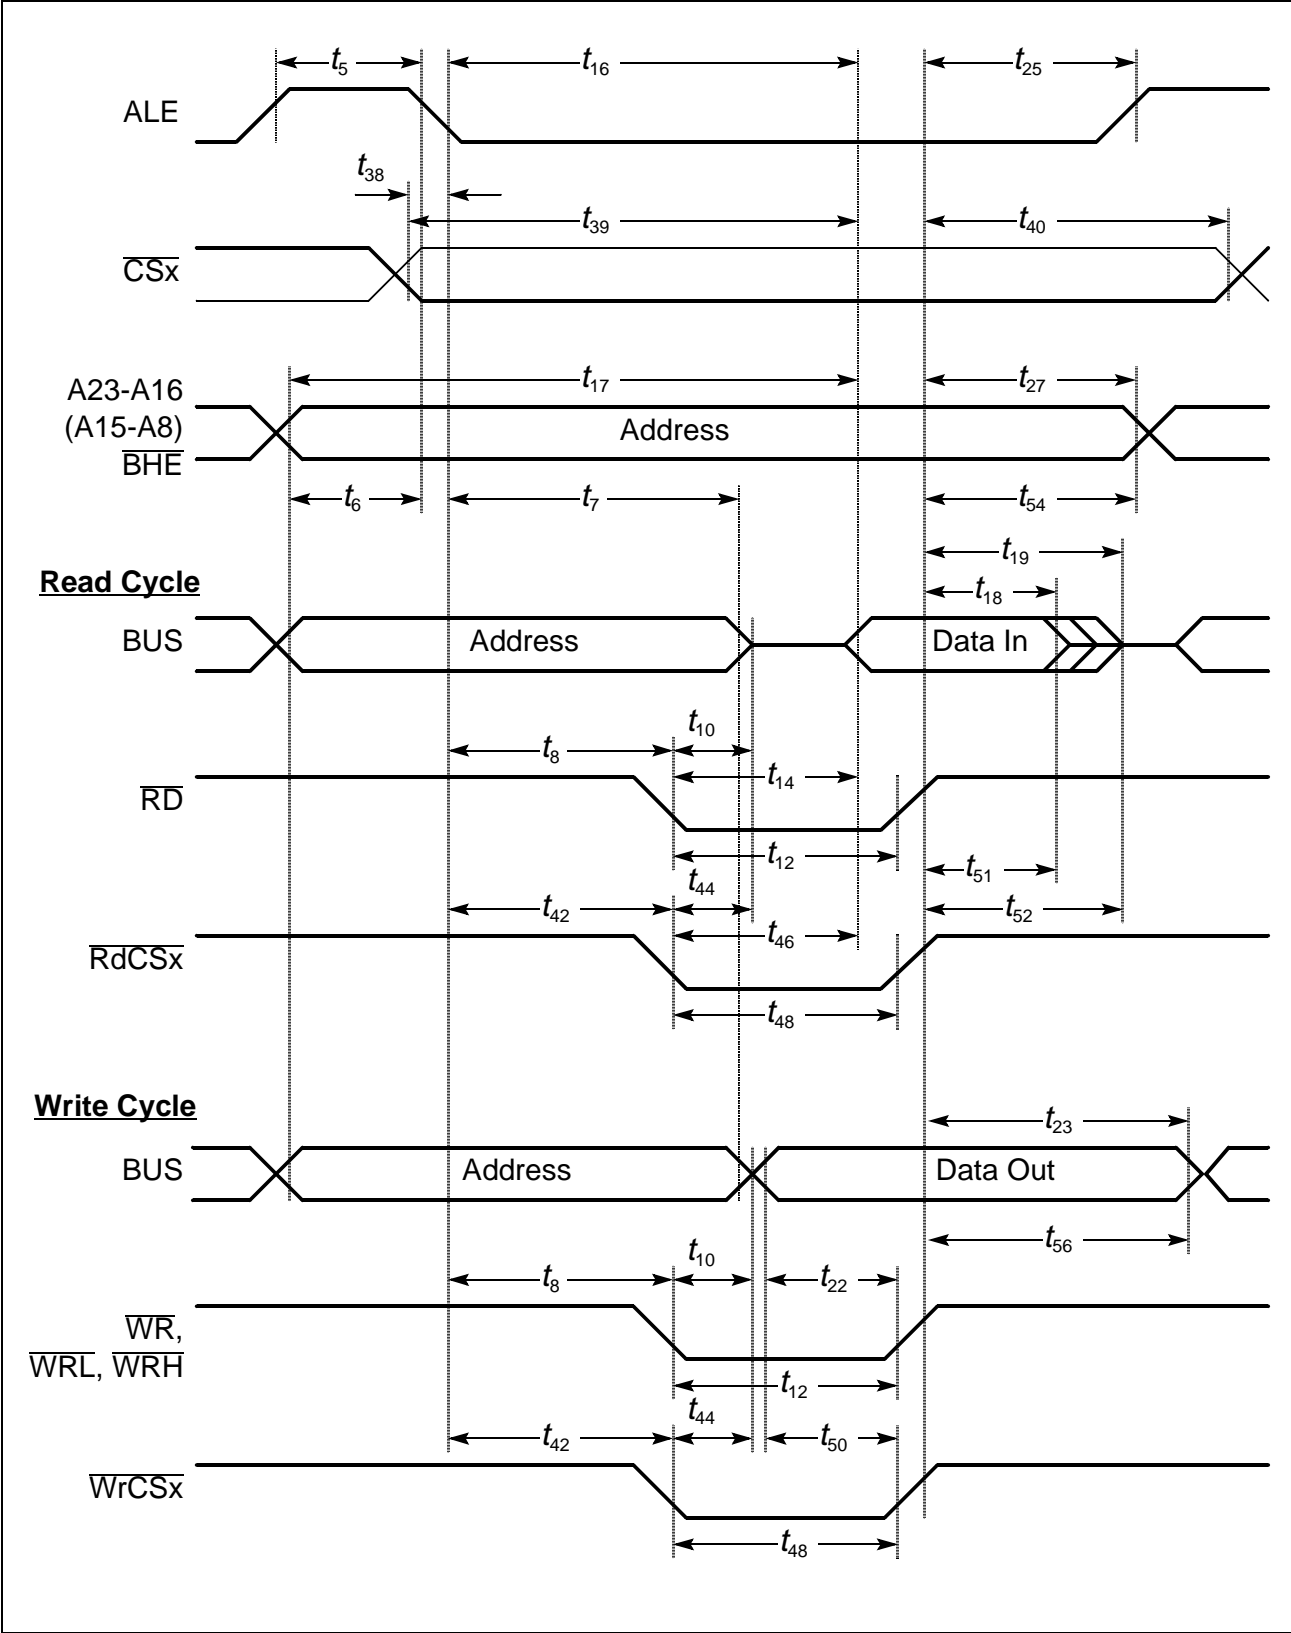 t5 t16 t25
ALE
t38
t39 t40
CSx
t17 t27
A23-A16
(A15-A8) Address
BHE
t6 t7 t54
t19
Read Cycle t18
BUS Address Data In
t10
t8
t14
RD
t12 t51
t44
t42 t52
t46
RdCSx
t48
Write Cycle
t23
BUS Address Data Out
t10 t56
t8 t22
WR,
WRL, WRH
t12
t44
t42 t50
WrCSx
t48